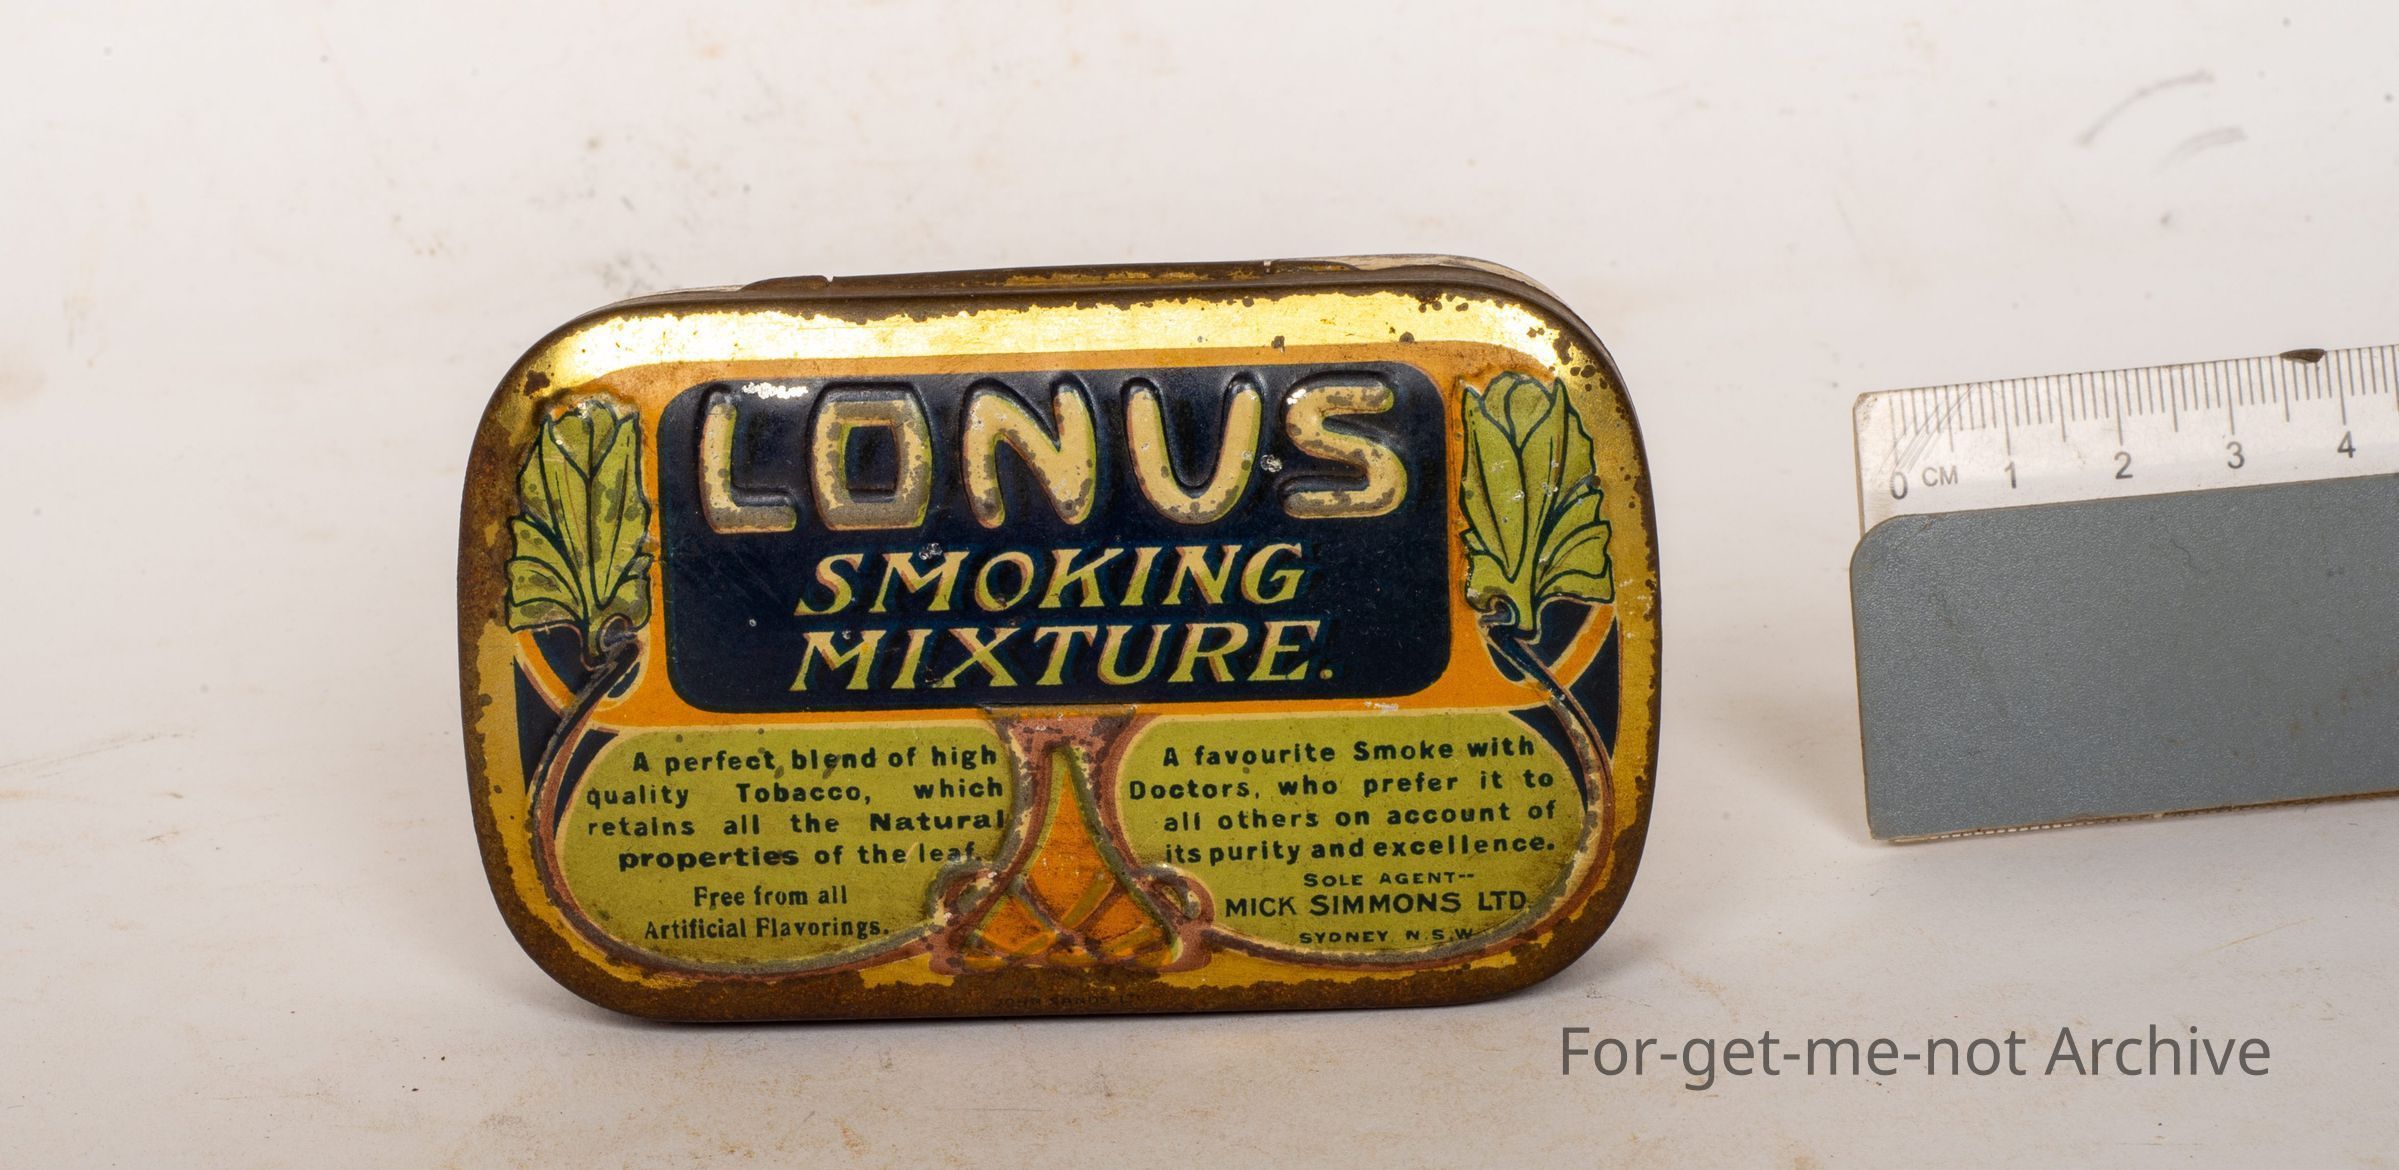 LONUS
SMOKING
MIXTURE.
A perfect blend of high
quality Tobacco, which
retains all the Natural
properties of the leaf.
Free from all
Artificial Flavorings.
A favourite Smoke with
Doctors, who prefer it to
all others on account of
its purity and excellence.
SOLE AGENT--
MICK SIMMONS LTD.
SYDNEY N.S.W.
JOHN SANDS LTD
0 CM 1 2 3 4
For-get-me-not Archive